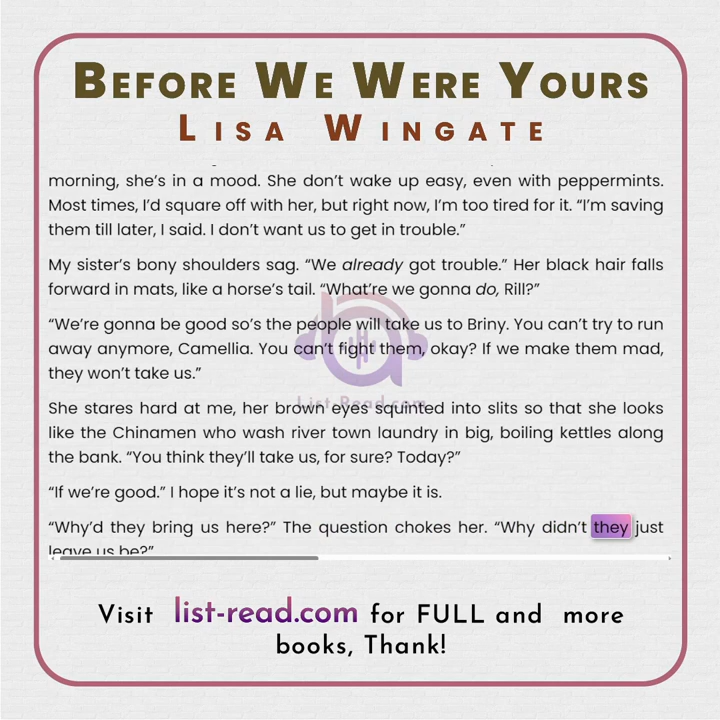 BEFORE WE WERE YOURS
LISA WINGATE
morning, she’s in a mood. She don’t wake up easy, even with peppermints.
Most times, I’d square off with her, but right now, I’m too tired for it. “I’m saving
them till later, I said. I don’t want us to get in trouble.”
My sister’s bony shoulders sag. “We already got trouble.” Her black hair falls
forward in mats, like a horse’s tail. “What’re we gonna do, Rill?”
“We’re gonna be good so’s the people will take us to Briny. You can’t try to run
away anymore, Camellia. You can’t fight them, okay? If we make them mad,
they won’t take us.”
List-Read.com
She stares hard at me, her brown eyes squinted into slits so that she looks
like the Chinamen who wash river town laundry in big, boiling kettles along
the bank. “You think they’ll take us, for sure? Today?”
“If we’re good.” I hope it’s not a lie, but maybe it is.
“Why’d they bring us here?” The question chokes her. “Why didn’t they just
leave us be?”
Visit list-read.com for FULL and more
books, Thank!